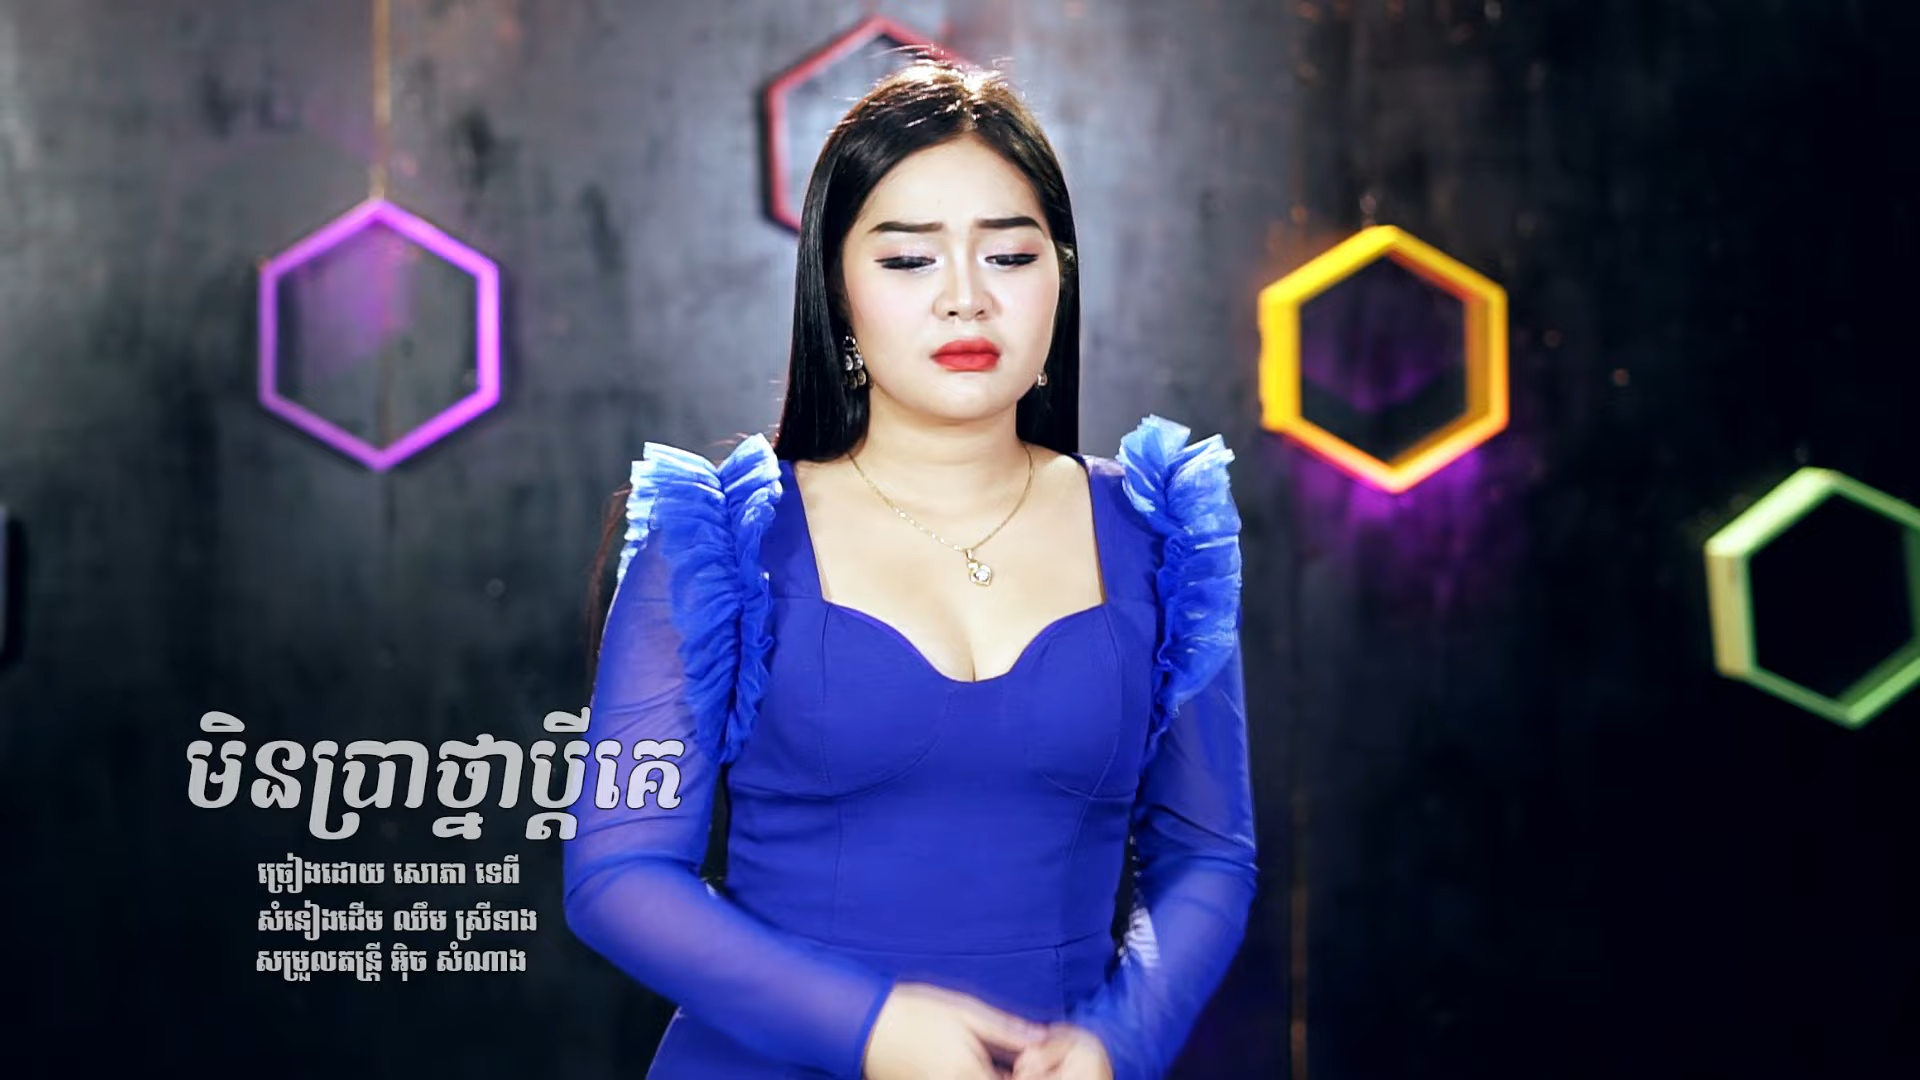 មិនប្រាថ្នាប្ដីគេ
ច្រៀងដោយ សោភា ទេពី
សំនៀងដើម ឈឹម ស្រីនាង
សម្រួលតន្ត្រី អ៊ិច សំណាង